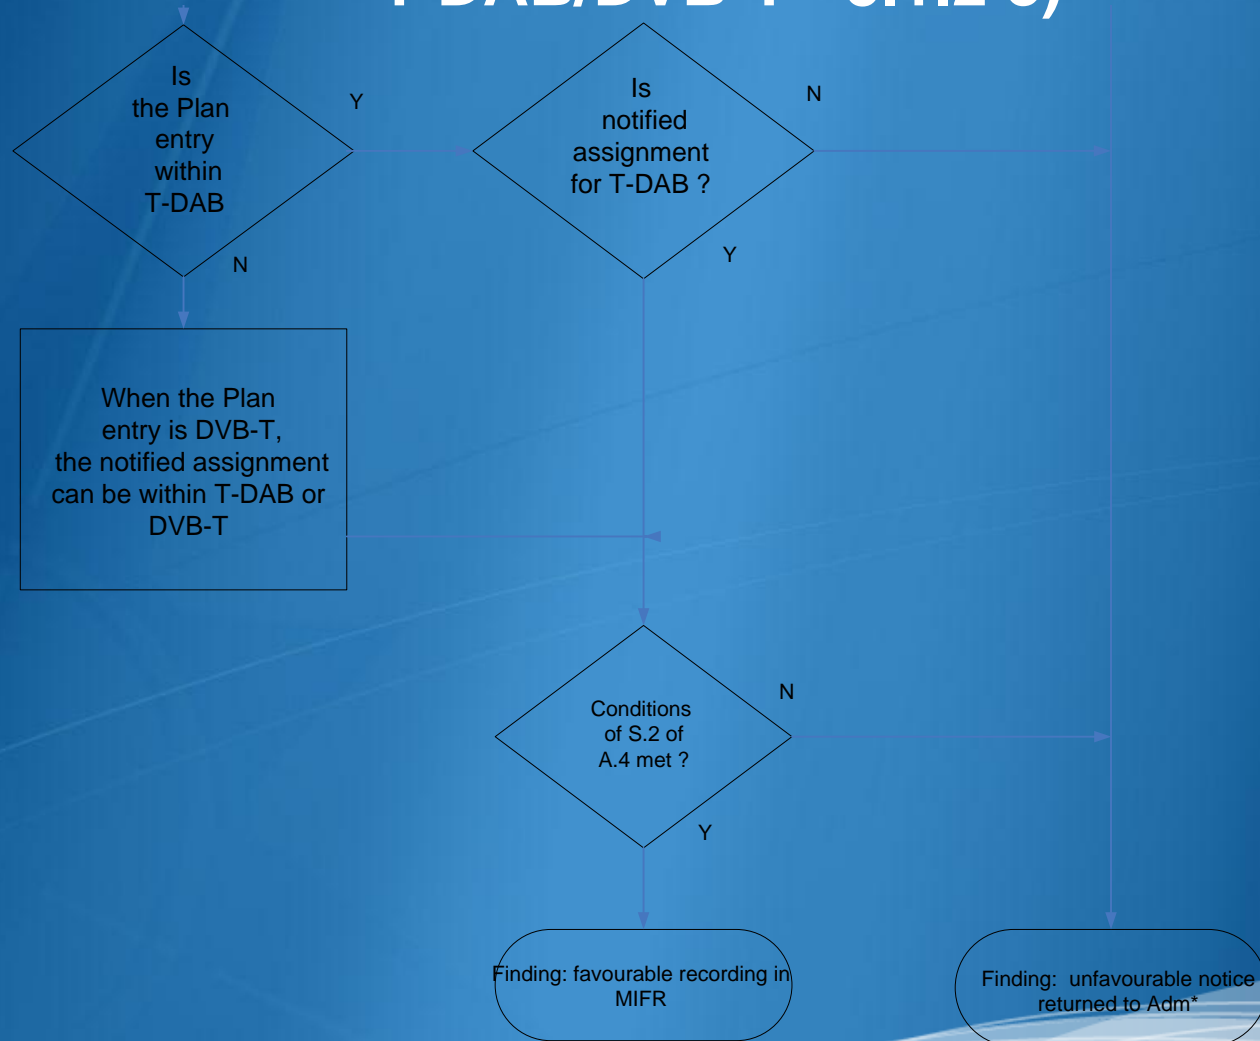 T-DAB/DVB-T
Is
the Plan
entry
within
T-DAB
Y
N
Is
notified
assignment
for T-DAB ?
N
Y
When the Plan
entry is DVB-T,
the notified assignment
can be within T-DAB or
DVB-T
Conditions
of S.2 of
A.4 met ?
N
Y
Finding: favourable recording in
MIFR
Finding: unfavourable notice
returned to Adm*